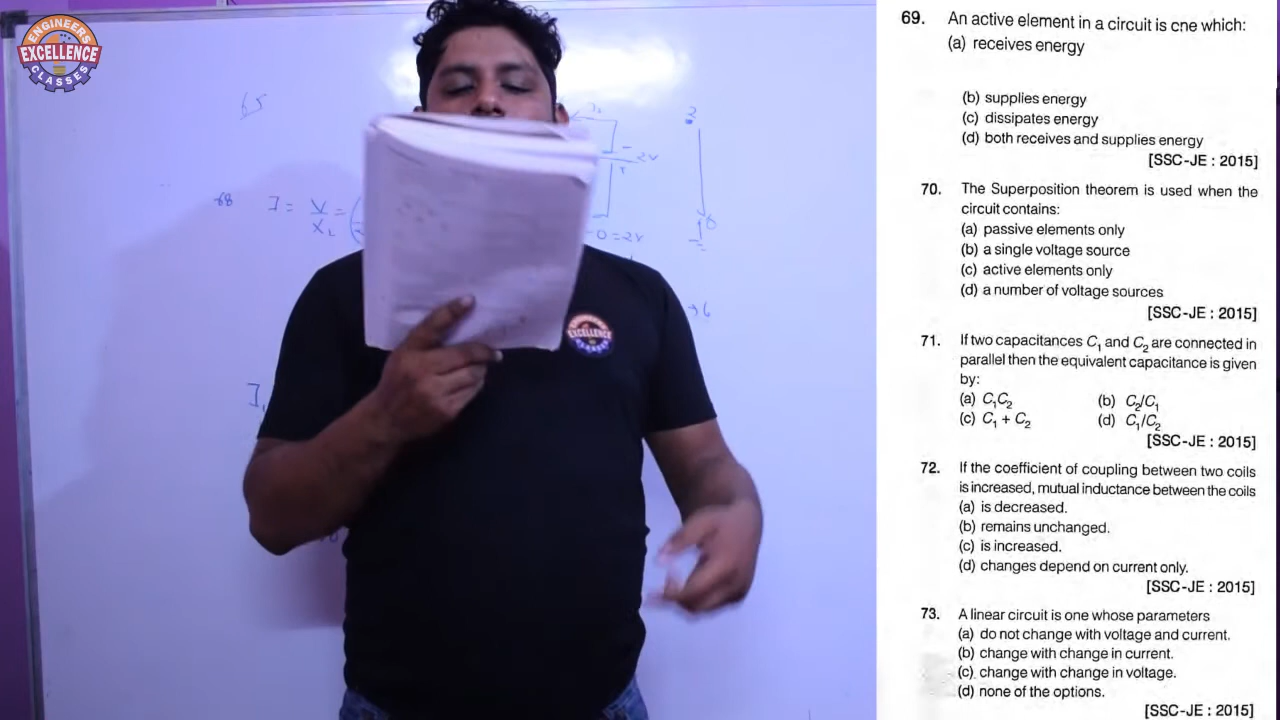 ENGINEERS
EXCELLENCE
CLASSES
65
68 I = V/X_L =
2V
-0=2V
EXCELLENCE
69. An active element in a circuit is one which:
(a) receives energy
(b) supplies energy
(c) dissipates energy
(d) both receives and supplies energy
[SSC-JE : 2015]
70. The Superposition theorem is used when the
circuit contains:
(a) passive elements only
(b) a single voltage source
(c) active elements only
(d) a number of voltage sources
[SSC-JE : 2015]
71. If two capacitances C₁ and C₂ are connected in
parallel then the equivalent capacitance is given
by:
(a) C₁C₂ (b) C₂/C₁
(c) C₁ + C₂ (d) C₁/C₂
[SSC-JE : 2015]
72. If the coefficient of coupling between two coils
is increased, mutual inductance between the coils
(a) is decreased.
(b) remains unchanged.
(c) is increased.
(d) changes depend on current only.
[SSC-JE : 2015]
73. A linear circuit is one whose parameters
(a) do not change with voltage and current.
(b) change with change in current.
(c) change with change in voltage.
(d) none of the options.
[SSC-JE : 2015]